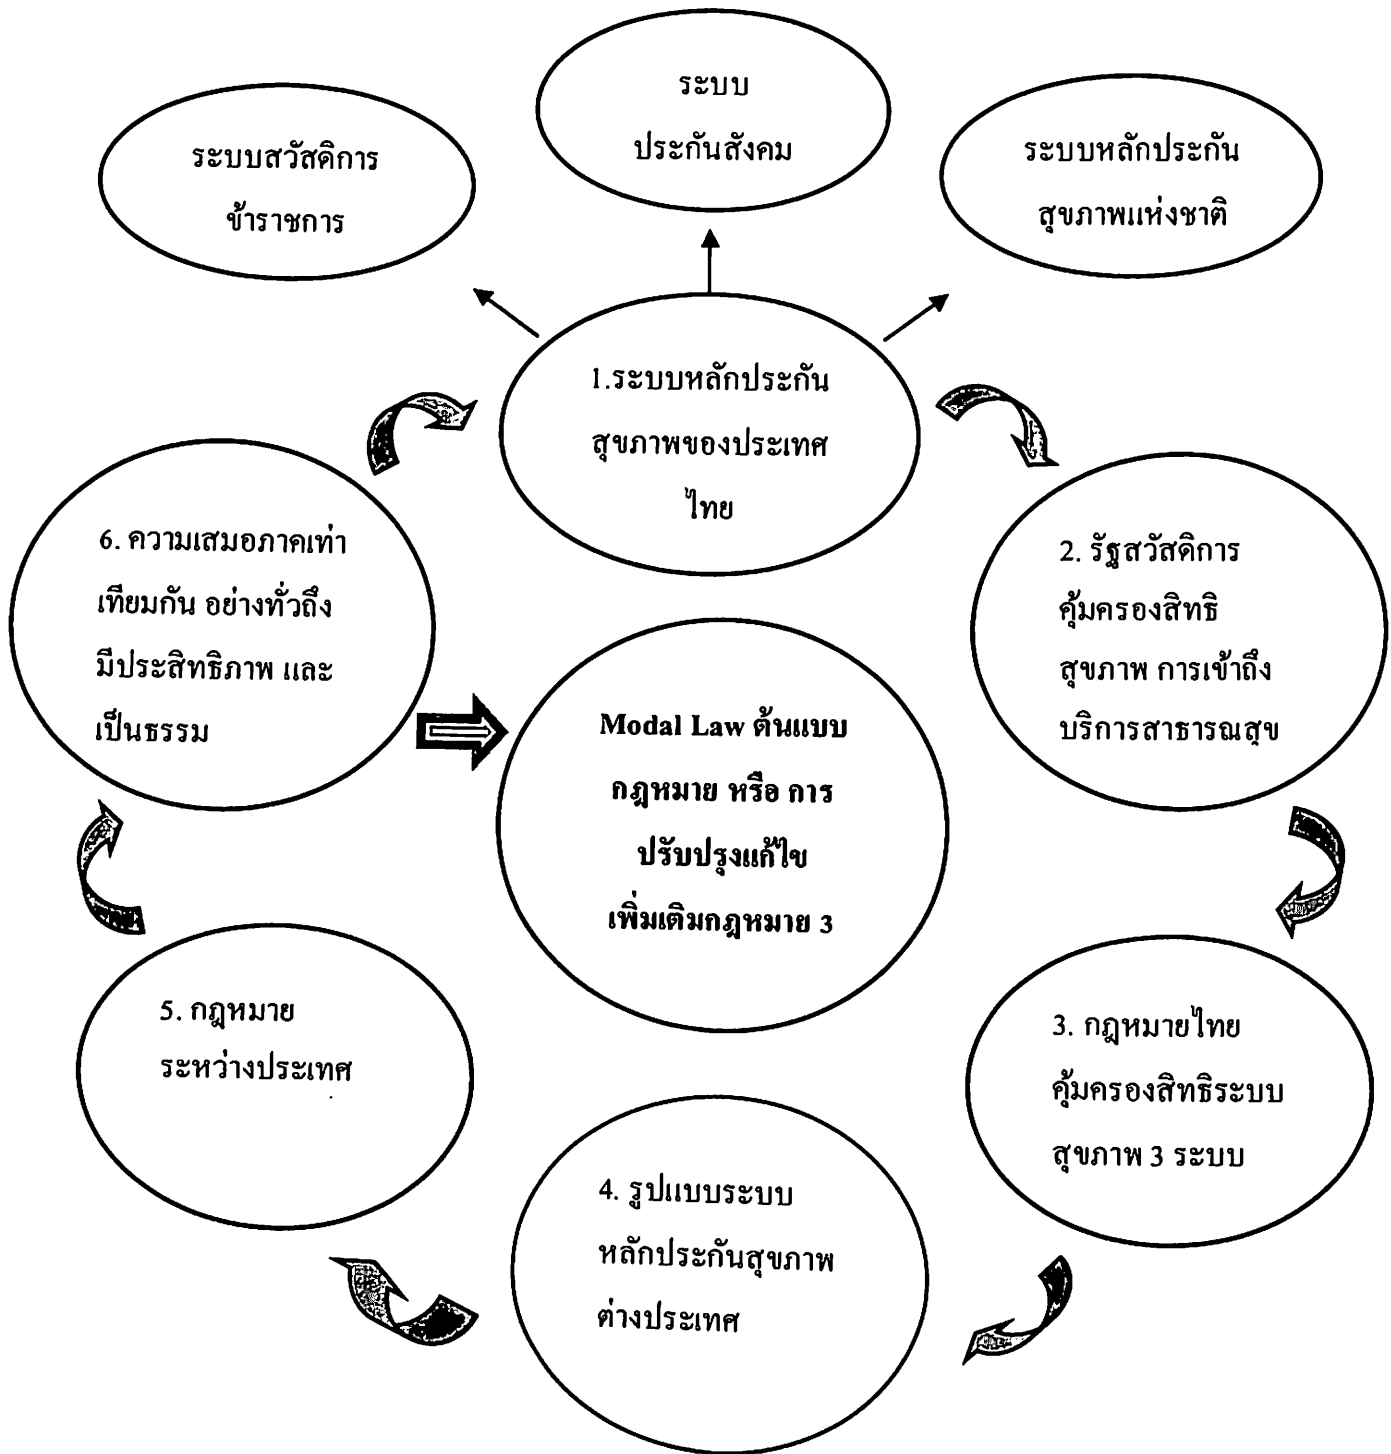 ระบบ
ประกันสังคม
ระบบสวัสดิการ
ข้าราชการ
ระบบหลักประกัน
สุขภาพแห่งชาติ
1.ระบบหลักประกัน
สุขภาพของประเทศ
ไทย
2. รัฐสวัสดิการ
คุ้มครองสิทธิ
สุขภาพ การเข้าถึง
บริการสาธารณสุข
3. กฎหมายไทย
คุ้มครองสิทธิระบบ
สุขภาพ 3 ระบบ
4. รูปแบบระบบ
หลักประกันสุขภาพ
ต่างประเทศ
5. กฎหมาย
ระหว่างประเทศ
6. ความเสมอภาคเท่า
เทียมกัน อย่างทั่วถึง
มีประสิทธิภาพ และ
เป็นธรรม
Modal Law ต้นแบบ
กฎหมาย หรือ การ
ปรับปรุงแก้ไข
เพิ่มเติมกฎหมาย 3